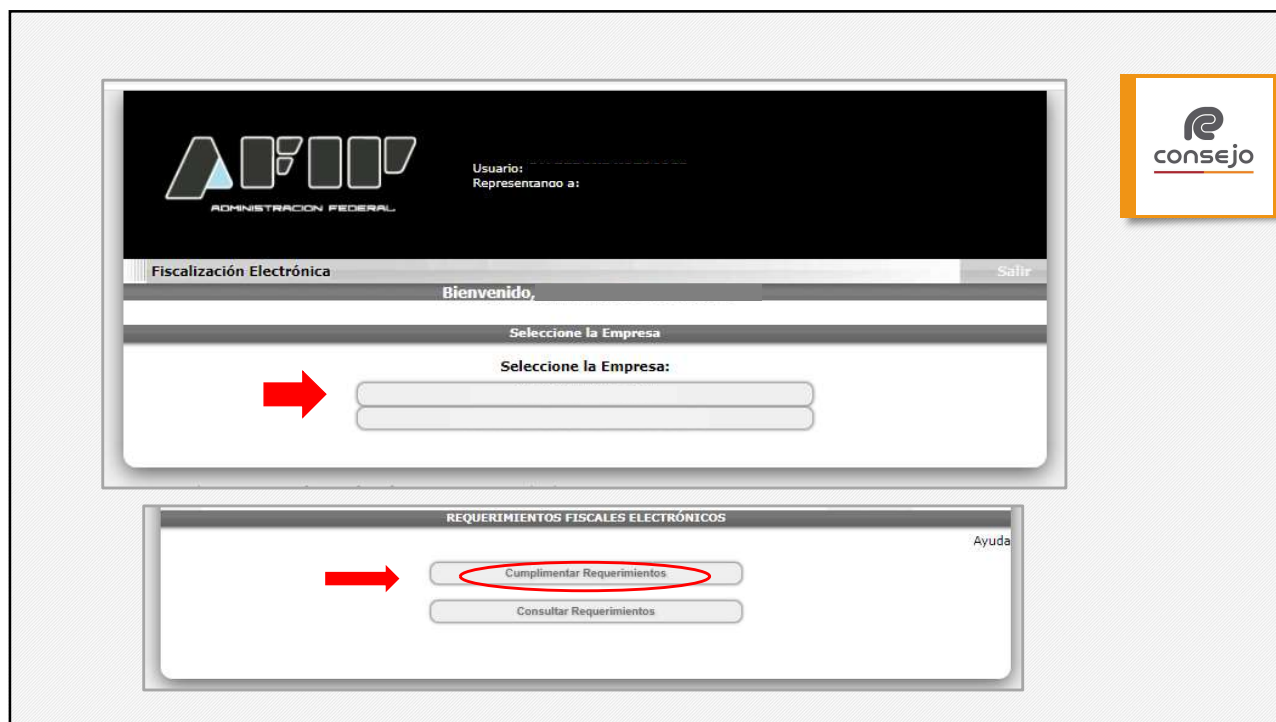 AFIP
ADMINISTRACION FEDERAL
Usuario:
Representando a:
consejo
Fiscalización Electrónica
Salir
Bienvenido,
Seleccione la Empresa
Seleccione la Empresa:
REQUERIMIENTOS FISCALES ELECTRÓNICOS
Ayuda
Cumplimentar Requerimientos
Consultar Requerimientos